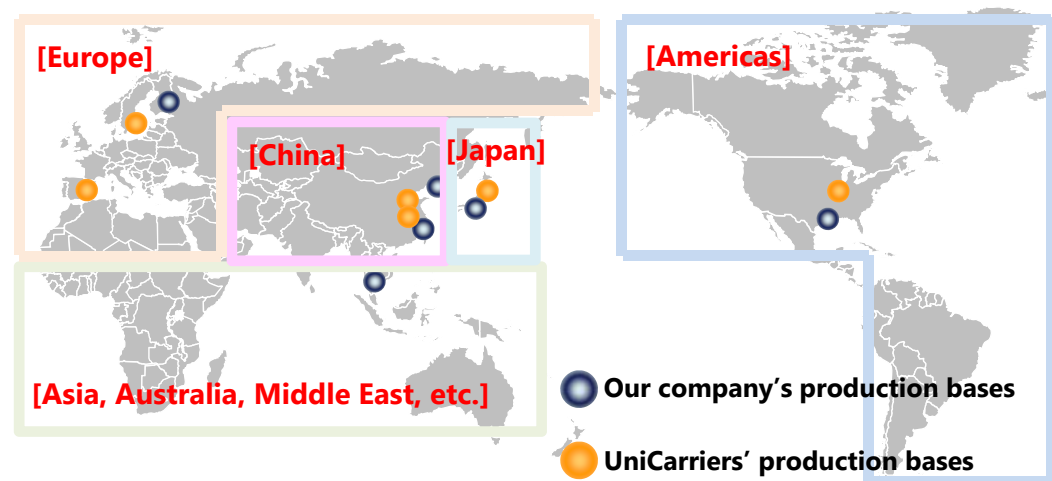 [Europe]
[Americas]
[China]
[Japan]
[Asia, Australia, Middle East, etc.]
Our company’s production bases
UniCarriers’ production bases